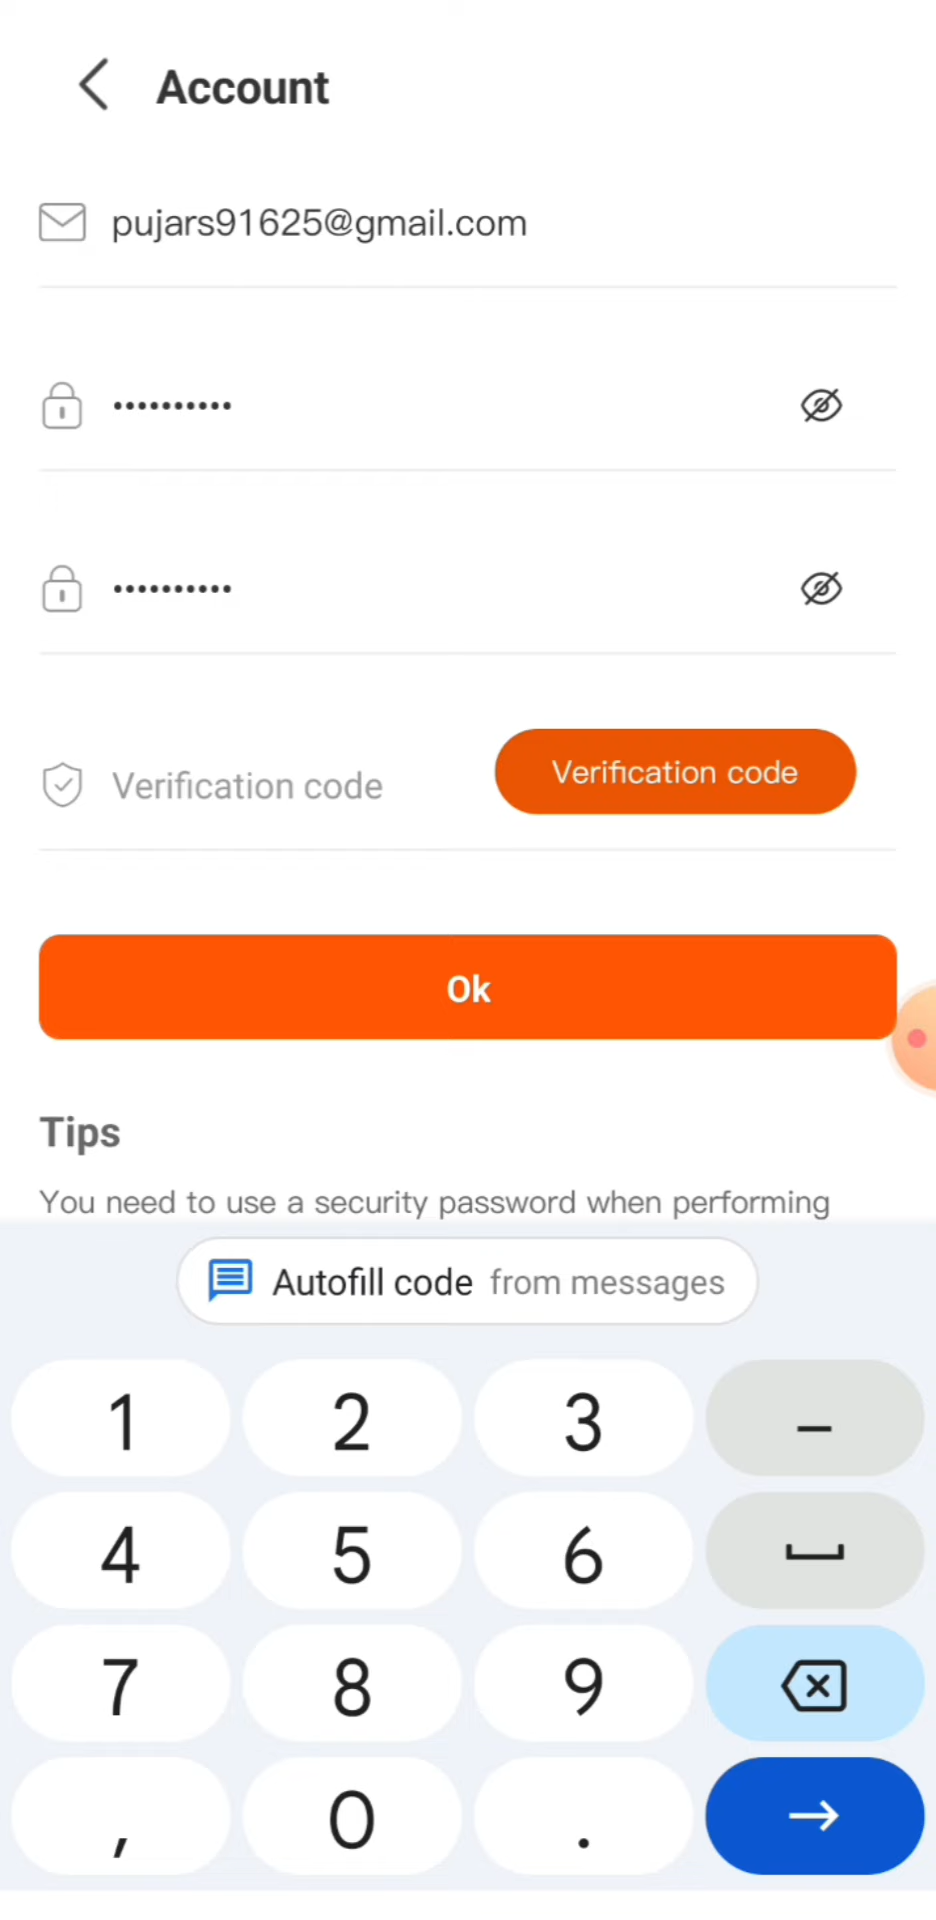 Account
pujars91625@gmail.com
••••••••••
••••••••••
Verification code
Verification code
Ok
Tips
You need to use a security password when performing
Autofill code from messages
1 2 3 –
4 5 6
7 8 9
, 0 .